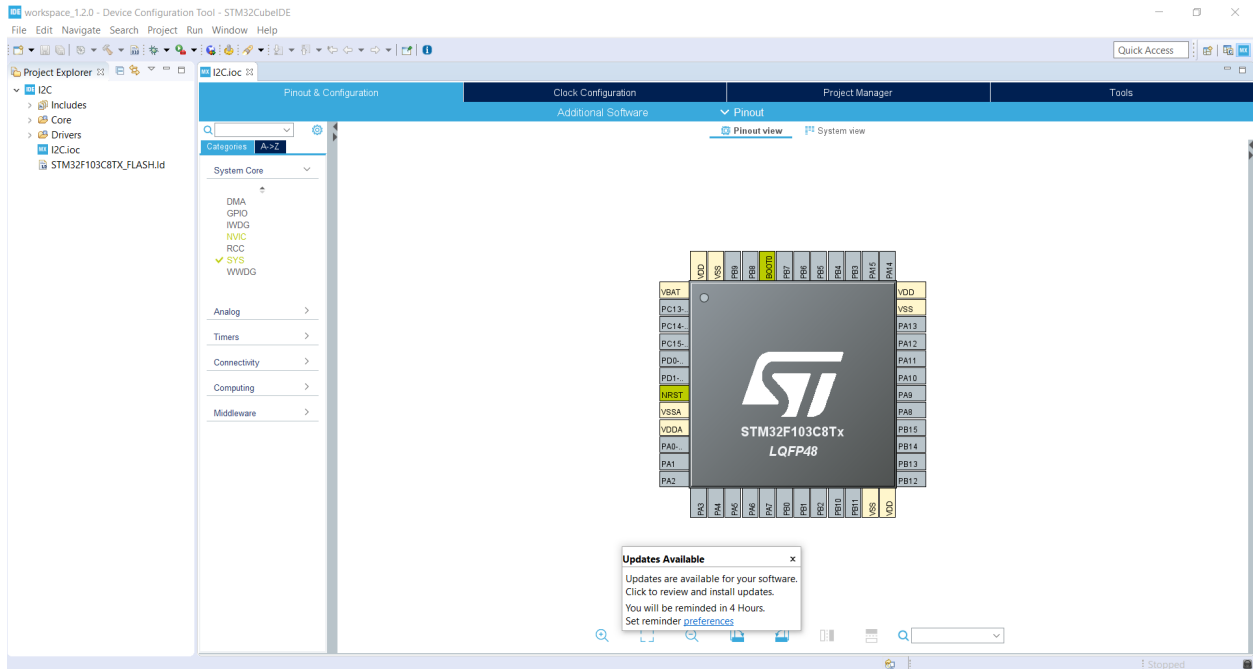 IDE workspace_1.2.0 - Device Configuration Tool - STM32CubeIDE
File Edit Navigate Search Project Run Window Help
Quick Access
Project Explorer
MX I2C.ioc
IDE I2C
Includes
Core
Drivers
MX I2C.ioc
STM32F103C8TX_FLASH.ld
Pinout & Configuration
Clock Configuration
Project Manager
Tools
Additional Software
Pinout
Pinout view
System view
Categories
A->Z
System Core
DMA
GPIO
IWDG
NVIC
RCC
SYS
WWDG
Analog
Timers
Connectivity
Computing
Middleware
VDD
VSS
PB9
PB8
BOOT0
PB7
PB6
PB5
PB4
PB3
PA15
PA14
VBAT
PC13-..
PC14-..
PC15-..
PD0-..
PD1-..
NRST
VSSA
VDDA
PA0-..
PA1
PA2
VDD
VSS
PA13
PA12
PA11
PA10
PA9
PA8
PB15
PB14
PB13
PB12
ST
STM32F103C8Tx
LQFP48
PA3
PA4
PA5
PA6
PA7
PB0
PB1
PB2
PB10
PB11
VSS
VDD
Updates Available x
Updates are available for your software.
Click to review and install updates.
You will be reminded in 4 Hours.
Set reminder preferences
Stopped